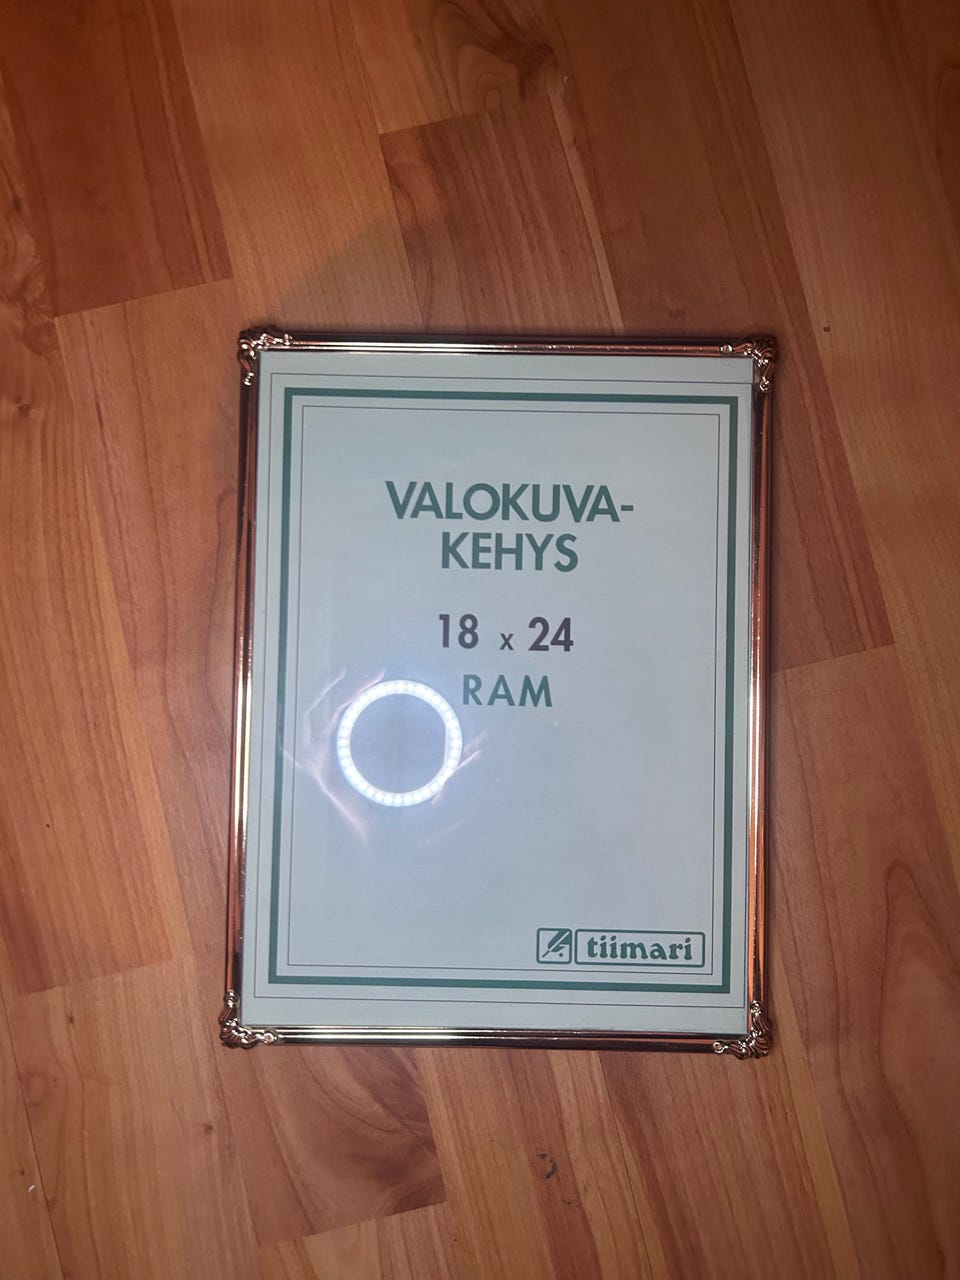 VALOKUVA-
KEHYS
18 x 24
RAM
tiimari